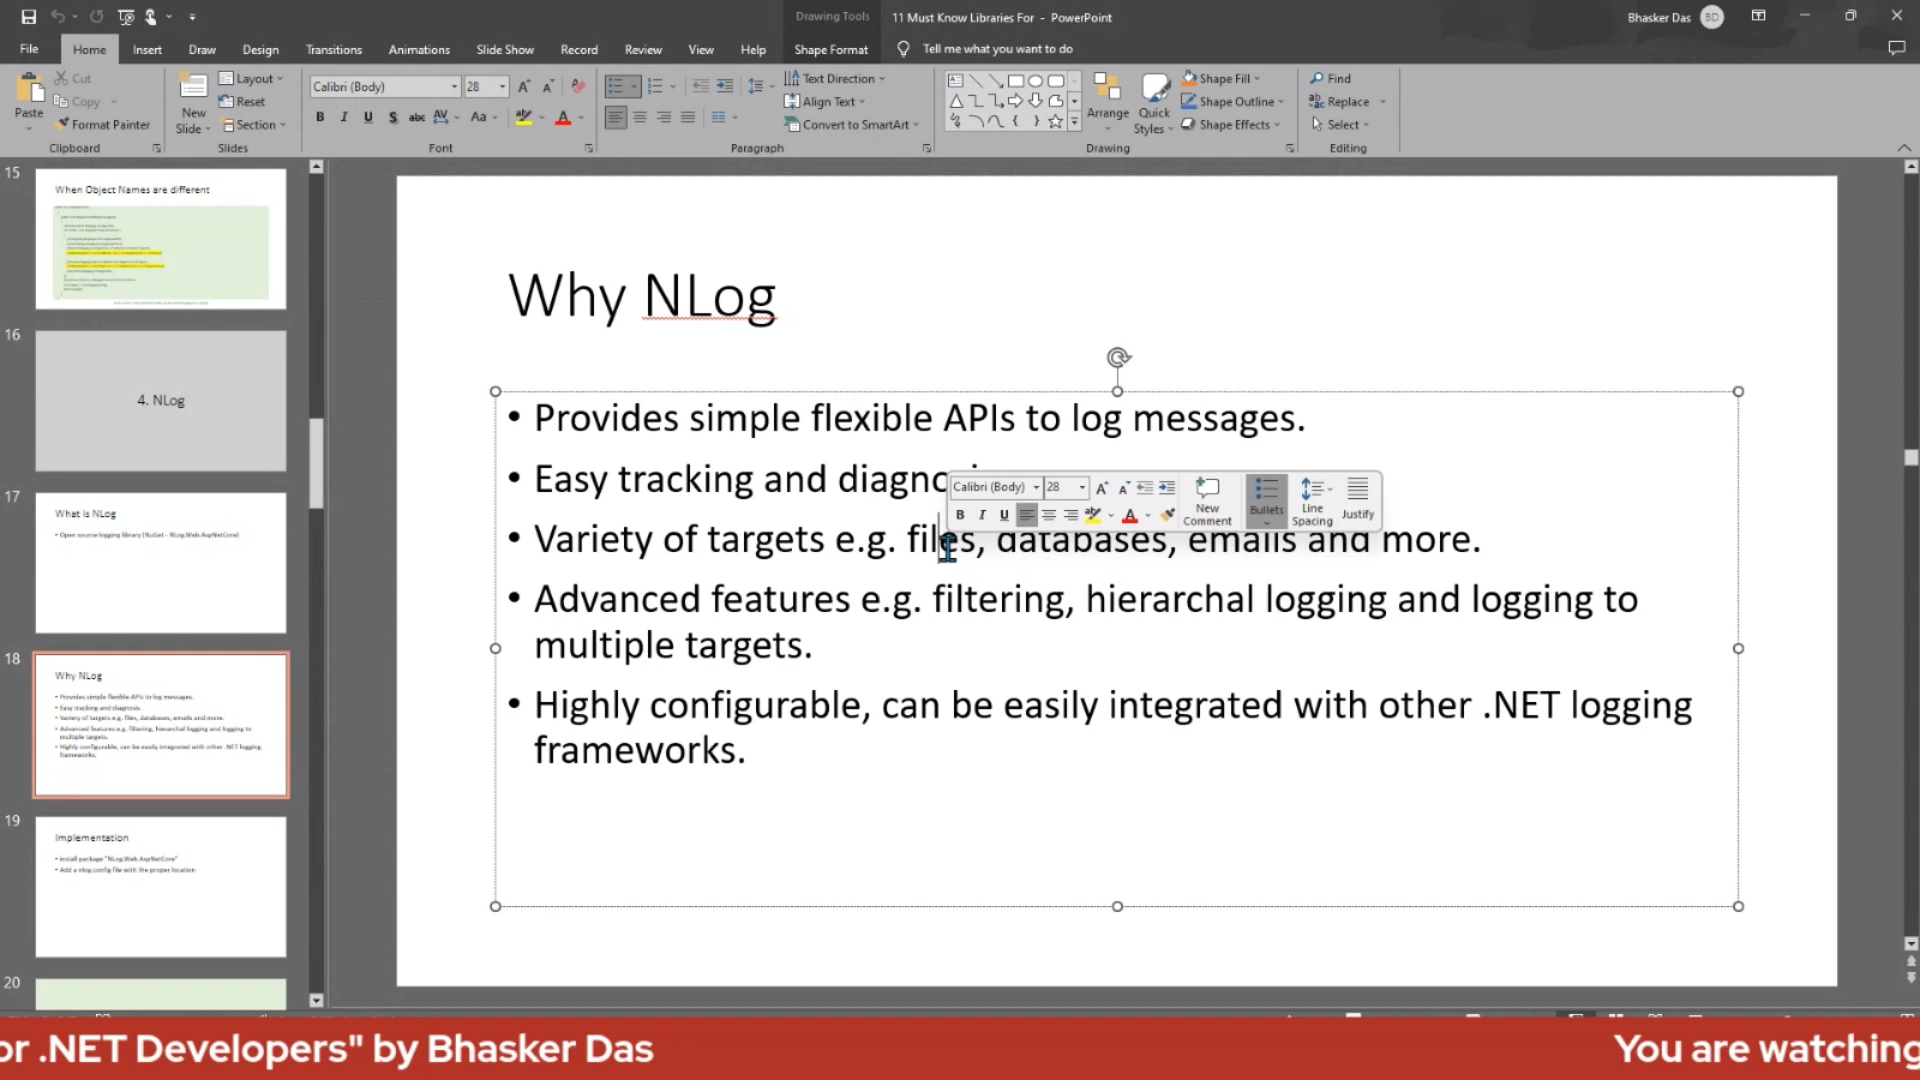 Drawing Tools
11 Must Know Libraries For - PowerPoint
Bhasker Das
BD
File
Home
Insert
Draw
Design
Transitions
Animations
Slide Show
Record
Review
View
Help
Shape Format
Tell me what you want to do
Paste
Cut
Copy
Format Painter
Clipboard
New
Slide
Layout
Reset
Section
Slides
Calibri (Body)
28
B I U S abc AV Aa A
Font
Text Direction
Align Text
Convert to SmartArt
Paragraph
Arrange
Quick
Styles
Shape Fill
Shape Outline
Shape Effects
Drawing
Find
Replace
Select
Editing
15
When Object Names are different
16
4. NLog
17
What is NLog
• Open source logging library (NuGet - NLog.Web.AspNetCore)
18
Why NLog
• Provides simple flexible APIs to log messages.
• Easy tracking and diagnosis.
• Variety of targets e.g. files, databases, emails and more.
• Advanced features e.g. filtering, hierarchal logging and logging to
multiple targets.
• Highly configurable, can be easily integrated with other .NET logging
frameworks.
19
Implementation
• Install package "NLog.Web.AspNetCore"
• Add a nlog.config file with the proper location
20
Why NLog
• Provides simple flexible APIs to log messages.
• Easy tracking and
• Variety of targets e.g. files, databases, emails and more.
• Advanced features e.g. filtering, hierarchal logging and logging to
multiple targets.
• Highly configurable, can be easily integrated with other .NET logging
frameworks.
Calibri (Body)
28
B I U A
New
Comment
Bullets
Line
Spacing
Justify
or .NET Developers" by Bhasker Das
You are watching